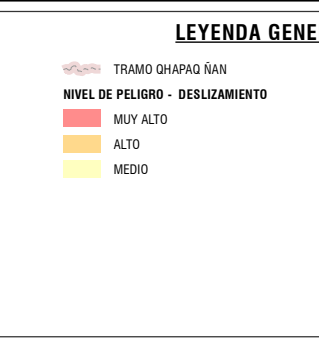 LEYENDA GENE
TRAMO QHAPAQ ÑAN
NIVEL DE PELIGRO - DESLIZAMIENTO
MUY ALTO
ALTO
MEDIO